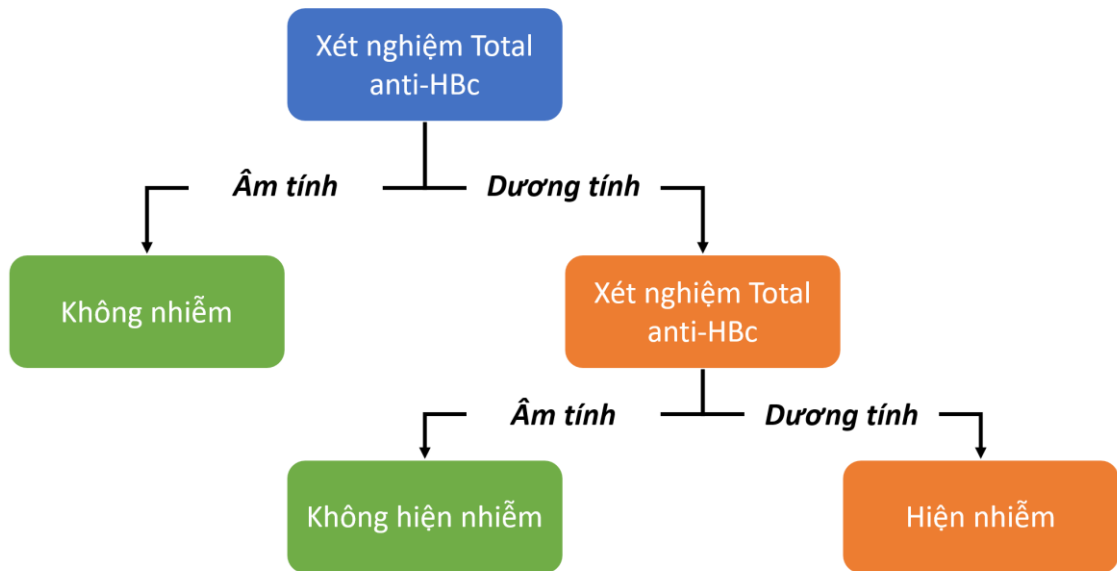 Xét nghiệm Total
anti-HBc
Âm tính
Dương tính
Không nhiễm
Xét nghiệm Total
anti-HBc
Âm tính
Dương tính
Không hiện nhiễm
Hiện nhiễm